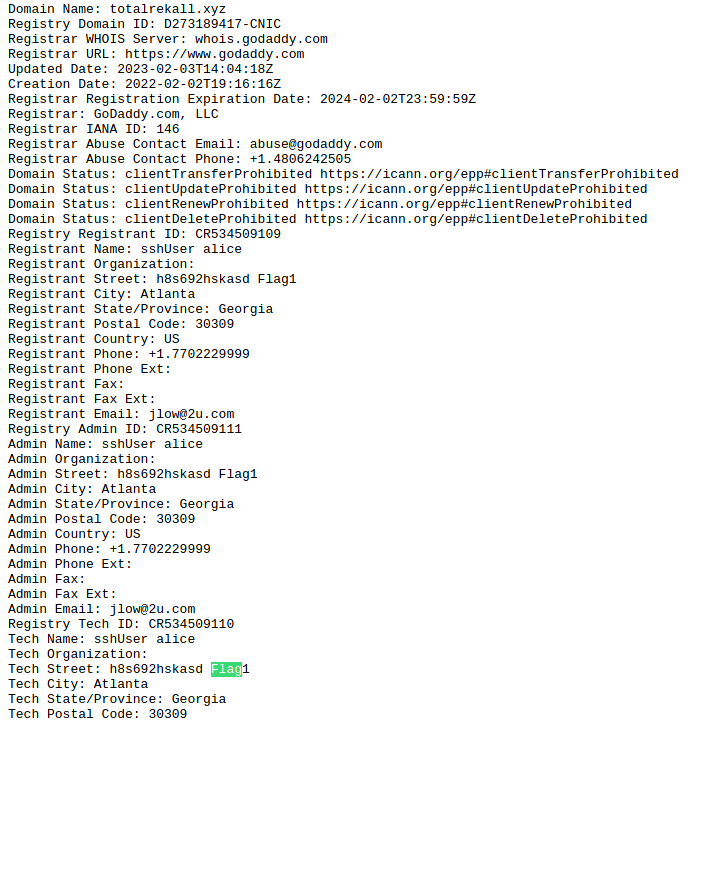 Domain Name: totalrekall.xyz
Registry Domain ID: D273189417-CNIC
Registrar WHOIS Server: whois.godaddy.com
Registrar URL: https://www.godaddy.com
Updated Date: 2023-02-03T14:04:18Z
Creation Date: 2022-02-02T19:16:16Z
Registrar Registration Expiration Date: 2024-02-02T23:59:59Z
Registrar: GoDaddy.com, LLC
Registrar IANA ID: 146
Registrar Abuse Contact Email: abuse@godaddy.com
Registrar Abuse Contact Phone: +1.4806242505
Domain Status: clientTransferProhibited https://icann.org/epp#clientTransferProhibited
Domain Status: clientUpdateProhibited https://icann.org/epp#clientUpdateProhibited
Domain Status: clientRenewProhibited https://icann.org/epp#clientRenewProhibited
Domain Status: clientDeleteProhibited https://icann.org/epp#clientDeleteProhibited
Registry Registrant ID: CR534509109
Registrant Name: sshUser alice
Registrant Organization:
Registrant Street: h8s692hskasd Flag1
Registrant City: Atlanta
Registrant State/Province: Georgia
Registrant Postal Code: 30309
Registrant Country: US
Registrant Phone: +1.7702229999
Registrant Phone Ext:
Registrant Fax:
Registrant Fax Ext:
Registrant Email: jlow@2u.com
Registry Admin ID: CR534509111
Admin Name: sshUser alice
Admin Organization:
Admin Street: h8s692hskasd Flag1
Admin City: Atlanta
Admin State/Province: Georgia
Admin Postal Code: 30309
Admin Country: US
Admin Phone: +1.7702229999
Admin Phone Ext:
Admin Fax:
Admin Fax Ext:
Admin Email: jlow@2u.com
Registry Tech ID: CR534509110
Tech Name: sshUser alice
Tech Organization:
Tech Street: h8s692hskasd Flag1
Tech City: Atlanta
Tech State/Province: Georgia
Tech Postal Code: 30309